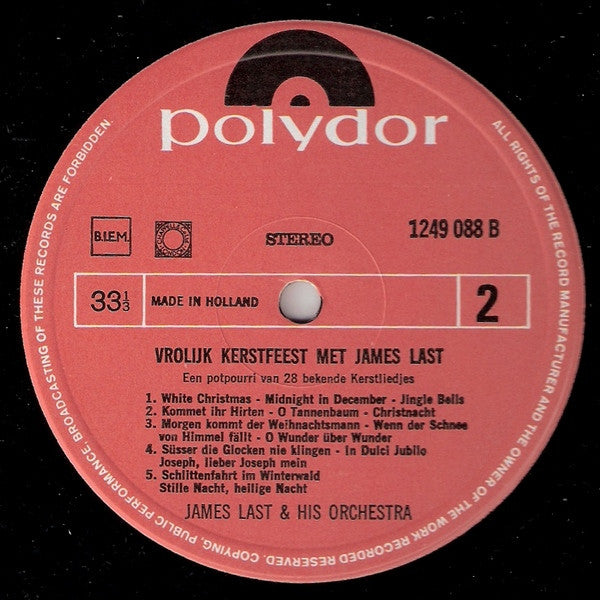 polydor
B.I.E.M.
STEREO
1249 088 B
33 1/3
MADE IN HOLLAND
2
VROLIJK KERSTFEEST MET JAMES LAST
Een potpourri van 28 bekende Kerstliedjes
1. White Christmas - Midnight in December - Jingle Bells
2. Kommet ihr Hirten - O Tannenbaum - Christnacht
3. Morgen kommt der Weihnachtsmann - Wenn der Schnee
von Himmel fällt - O Wunder über Wunder
4. Süsser die Glocken nie klingen - In Dulci Jubilo
Joseph, lieber Joseph mein
5. Schlittenfahrt im Winterwald
Stille Nacht, heilige Nacht
JAMES LAST & HIS ORCHESTRA
ALL RIGHTS OF THE RECORD MANUFACTURER AND THE OWNER OF THE WORK RECORDED RESERVED. COPYING, PUBLIC PERFORMANCE, BROADCASTING OF THESE RECORDS ARE FORBIDDEN.